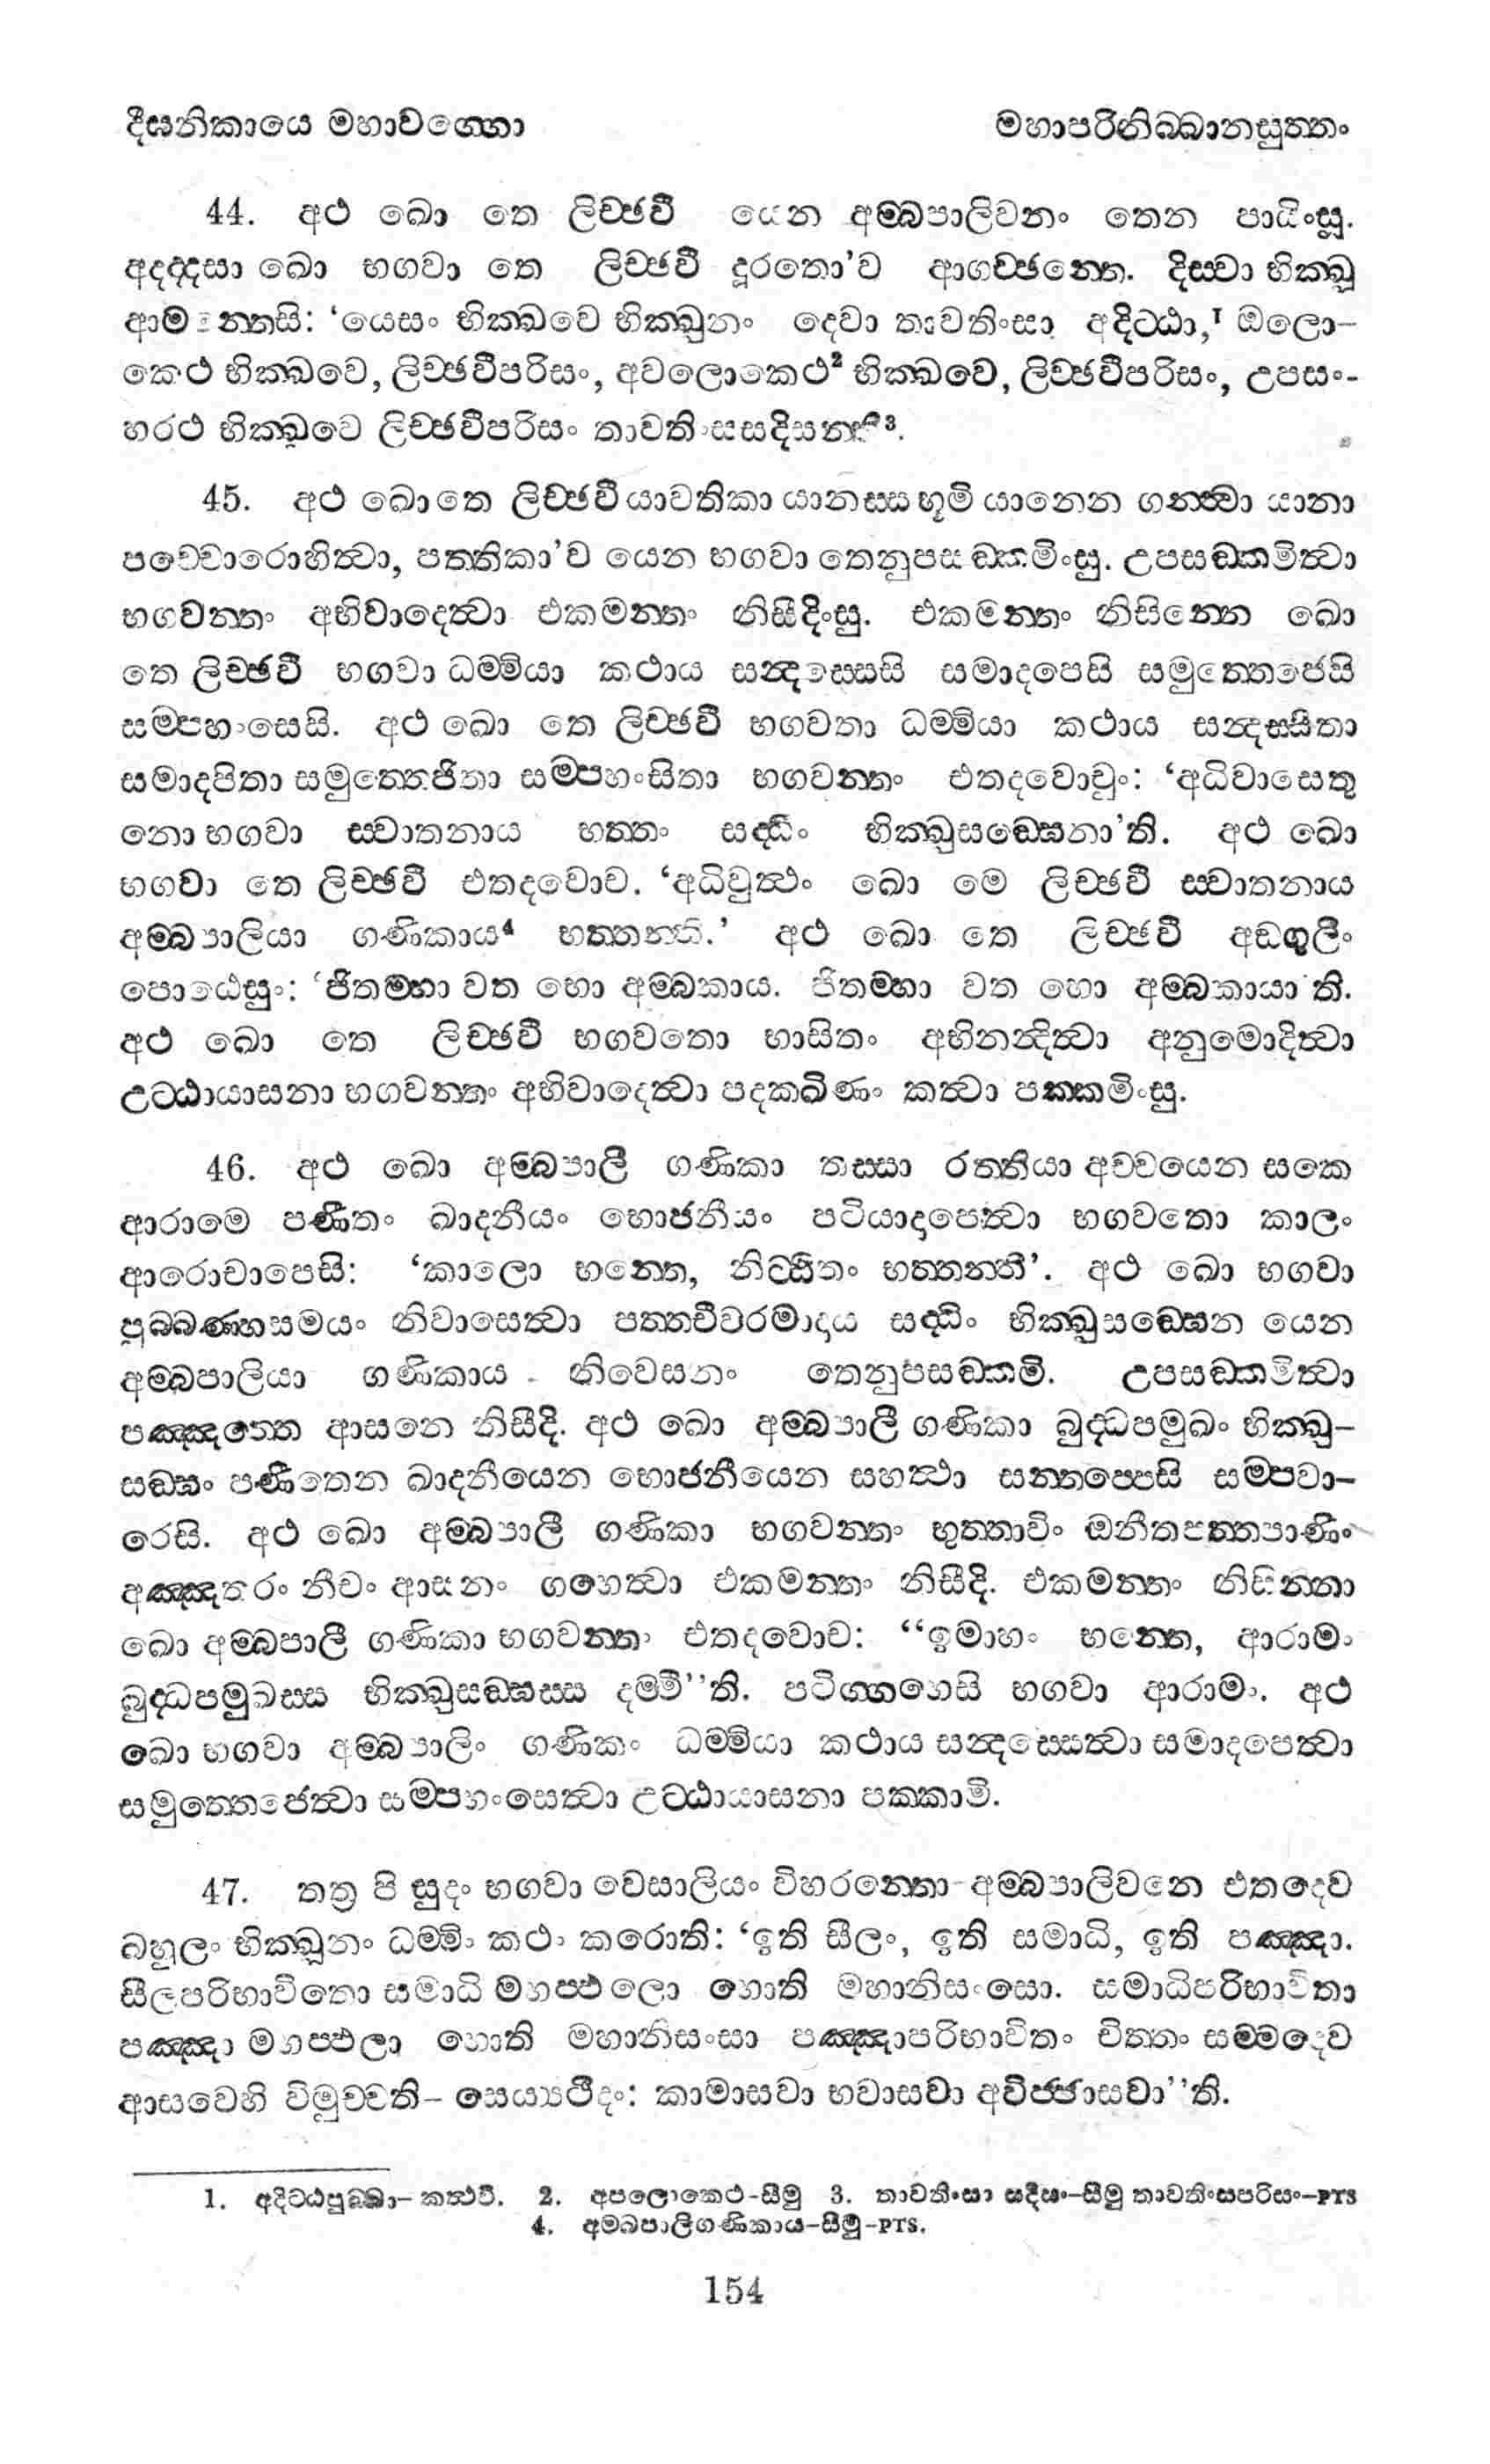 දීඝනිකායෙ මහාවග්ගො මහාපරිනිබ්බානසුත්තං
44. අථ ඛො තෙ ලිච්ඡවී යෙන අම්බපාලිවනං තෙන පායිංසු.
අද්දසා ඛො භගවා තෙ ලිච්ඡවී දූරතො'ව ආගච්ඡන්තෙ. දිස්වා භික්ඛූ
ආමන්තෙසි: ‘යෙසං භික්ඛවෙ භික්ඛුනං දෙවා තාවතිංසා අදිට්ඨා,1 ඔලො-
කෙථ භික්ඛවෙ, ලිච්ඡවීපරිසං, අවලොකෙථ2 භික්ඛවෙ, ලිච්ඡවීපරිසං, උපසං-
හරථ භික්ඛවෙ ලිච්ඡවීපරිසං තාවතිංසසදිසන්ති3.
45. අථ ඛො තෙ ලිච්ඡවී යාවතිකා යානස්ස භූමි යානෙන ගන්ත්වා යානා
පච්චොරොහිත්වා, පත්තිකා'ව යෙන භගවා තෙනුපසඞ්කමිංසු. උපසඞ්කමිත්වා
භගවන්තං අභිවාදෙත්වා එකමන්තං නිසීදිංසු. එකමන්තං නිසින්නෙ ඛො
තෙ ලිච්ඡවී භගවා ධම්මියා කථාය සන්දස්සෙසි සමාදපෙසි සමුත්තෙජෙසි
සම්පහංසෙසි. අථ ඛො තෙ ලිච්ඡවී භගවතා ධම්මියා කථාය සන්දස්සිතා
සමාදපිතා සමුත්තෙජිතා සම්පහංසිතා භගවන්තං එතදවොචුං: ‘අධිවාසෙතු
නො භගවා ස්වාතනාය භත්තං සද්ධිං භික්ඛුසඞ්ඝෙනා'ති. අථ ඛො
භගවා තෙ ලිච්ඡවී එතදවොච. ‘අධිවුත්ථං ඛො මෙ ලිච්ඡවී ස්වාතනාය
අම්බපාලියා ගණිකාය4 භත්තන්ති.’ අථ ඛො තෙ ලිච්ඡවී අඞ්ගුලීං
පොඨෙසුං: ‘ජිතම්හා වත භො අම්බකාය. ජිතම්හා වත භො අම්බකායා'ති.
අථ ඛො තෙ ලිච්ඡවී භගවතො භාසිතං අභිනන්දිත්වා අනුමොදිත්වා
උට්ඨායාසනා භගවන්තං අභිවාදෙත්වා පදක්ඛිණං කත්වා පක්කමිංසු.
46. අථ ඛො අම්බපාලී ගණිකා තස්සා රත්තියා අච්චයෙන සකෙ
ආරාමෙ පණීතං ඛාදනීයං භොජනීයං පටියාදාපෙත්වා භගවතො කාලං
ආරොචාපෙසි: ‘කාලො භන්තෙ, නිට්ඨිතං භත්තන්ති’. අථ ඛො භගවා
පුබ්බණ්හසමයං නිවාසෙත්වා පත්තචීවරමාදාය සද්ධිං භික්ඛුසඞ්ඝෙන යෙන
අම්බපාලියා ගණිකාය නිවෙසනං තෙනුපසඞ්කමි. උපසඞ්කමිත්වා
පඤ්ඤත්තෙ ආසනෙ නිසීදි. අථ ඛො අම්බපාලී ගණිකා බුද්ධපමුඛං භික්ඛු-
සඞ්ඝං පණීතෙන ඛාදනීයෙන භොජනීයෙන සහත්ථා සන්තප්පෙසි සම්පවා-
රෙසි. අථ ඛො අම්බපාලී ගණිකා භගවන්තං භුත්තාවිං ඔනීතපත්තපාණිං
අඤ්ඤතරං නීචං ආසනං ගහෙත්වා එකමන්තං නිසීදි. එකමන්තං නිසින්නා
ඛො අම්බපාලී ගණිකා භගවන්තං එතදවොච: “ඉමාහං භන්තෙ, ආරාමං
බුද්ධපමුඛස්ස භික්ඛුසඞ්ඝස්ස දම්මී”ති. පටිග්ගහෙසි භගවා ආරාමං. අථ
ඛො භගවා අම්බපාලිං ගණිකං ධම්මියා කථාය සන්දස්සෙත්වා සමාදපෙත්වා
සමුත්තෙජෙත්වා සම්පහංසෙත්වා උට්ඨායාසනා පක්කාමි.
47. තත්‍ර පි සුදං භගවා වෙසාලියං විහරන්තො අම්බපාලිවනෙ එතදෙව
බහුලං භික්ඛූනං ධම්මිං කථං කරොති: ‘ඉති සීලං, ඉති සමාධි, ඉති පඤ්ඤා.
සීලපරිභාවිතො සමාධි මහප්ඵලො හොති මහානිසංසො. සමාධිපරිභාවිතා
පඤ්ඤා මහප්ඵලා හොති මහානිසංසා පඤ්ඤාපරිභාවිතං චිත්තං සම්මදෙව
ආසවෙහි විමුච්චති- සෙය්‍යථීදං: කාමාසවා භවාසවා අවිජ්ජාසවා”ති.
1. අදිට්ඨපුබ්බා- කත්ථචි. 2. අපලොකෙථ-සීමු 3. තාවතිංසා සදිසං-සීමු තාවතිංසපරිසං-PTS
4. අම්බපාලිගණිකාය-සීමු-PTS.
154